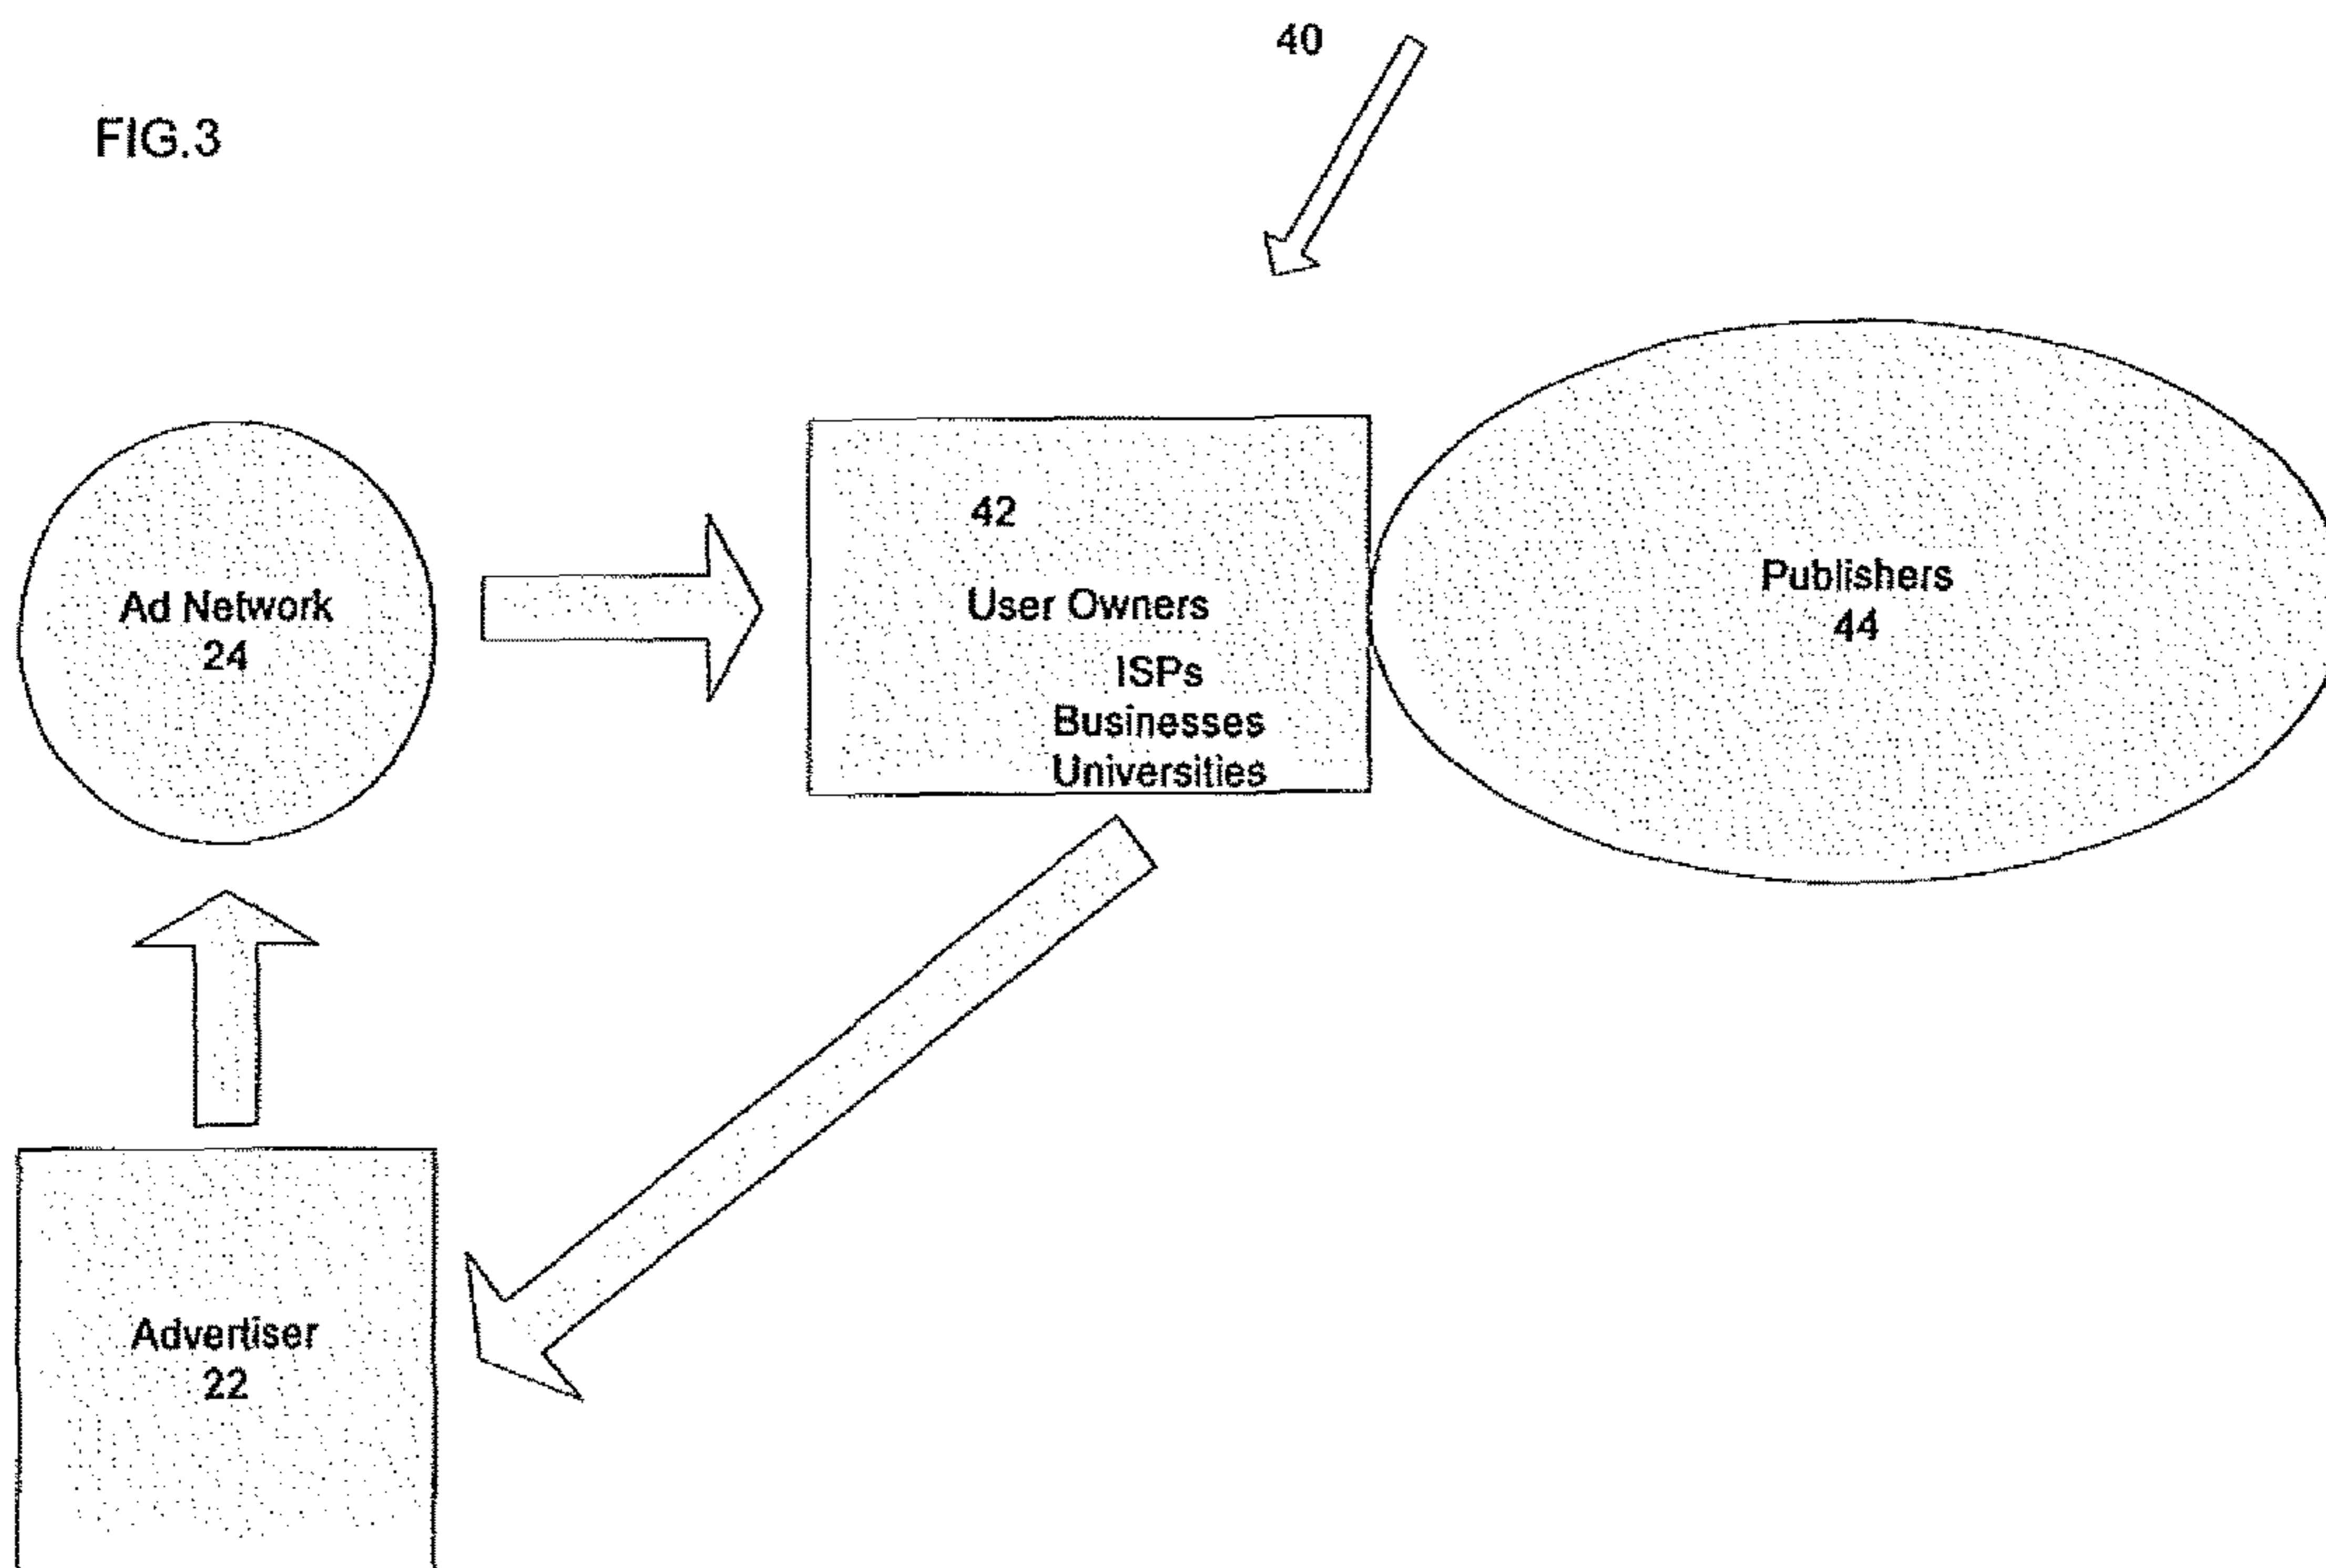 40
FIG.3
42
User Owners
ISPs
Businesses
Universities
Publishers
44
Ad Network
24
Advertiser
22